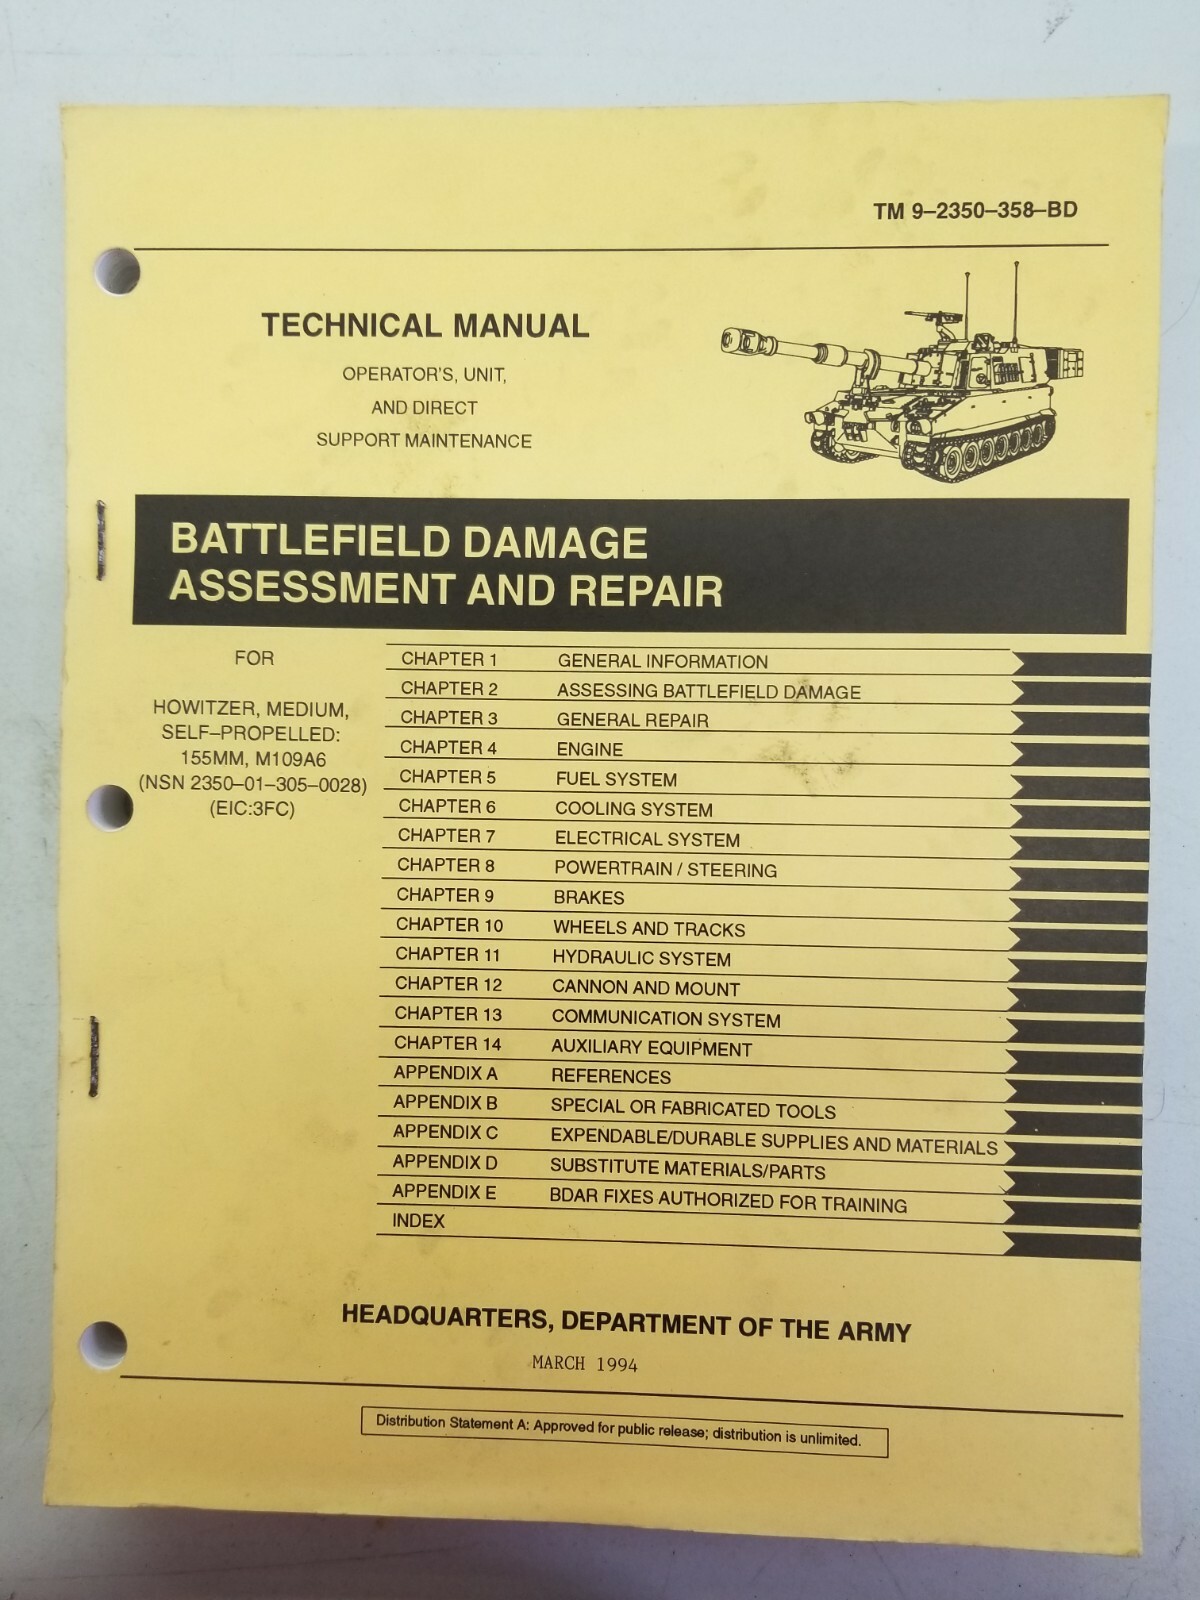 TM 9–2350–358–BD
TECHNICAL MANUAL
OPERATOR'S, UNIT,
AND DIRECT
SUPPORT MAINTENANCE
BATTLEFIELD DAMAGE
ASSESSMENT AND REPAIR
FOR
HOWITZER, MEDIUM,
SELF–PROPELLED:
155MM, M109A6
(NSN 2350–01–305–0028)
(EIC:3FC)
CHAPTER 1 GENERAL INFORMATION
CHAPTER 2 ASSESSING BATTLEFIELD DAMAGE
CHAPTER 3 GENERAL REPAIR
CHAPTER 4 ENGINE
CHAPTER 5 FUEL SYSTEM
CHAPTER 6 COOLING SYSTEM
CHAPTER 7 ELECTRICAL SYSTEM
CHAPTER 8 POWERTRAIN / STEERING
CHAPTER 9 BRAKES
CHAPTER 10 WHEELS AND TRACKS
CHAPTER 11 HYDRAULIC SYSTEM
CHAPTER 12 CANNON AND MOUNT
CHAPTER 13 COMMUNICATION SYSTEM
CHAPTER 14 AUXILIARY EQUIPMENT
APPENDIX A REFERENCES
APPENDIX B SPECIAL OR FABRICATED TOOLS
APPENDIX C EXPENDABLE/DURABLE SUPPLIES AND MATERIALS
APPENDIX D SUBSTITUTE MATERIALS/PARTS
APPENDIX E BDAR FIXES AUTHORIZED FOR TRAINING
INDEX
HEADQUARTERS, DEPARTMENT OF THE ARMY
MARCH 1994
Distribution Statement A: Approved for public release; distribution is unlimited.